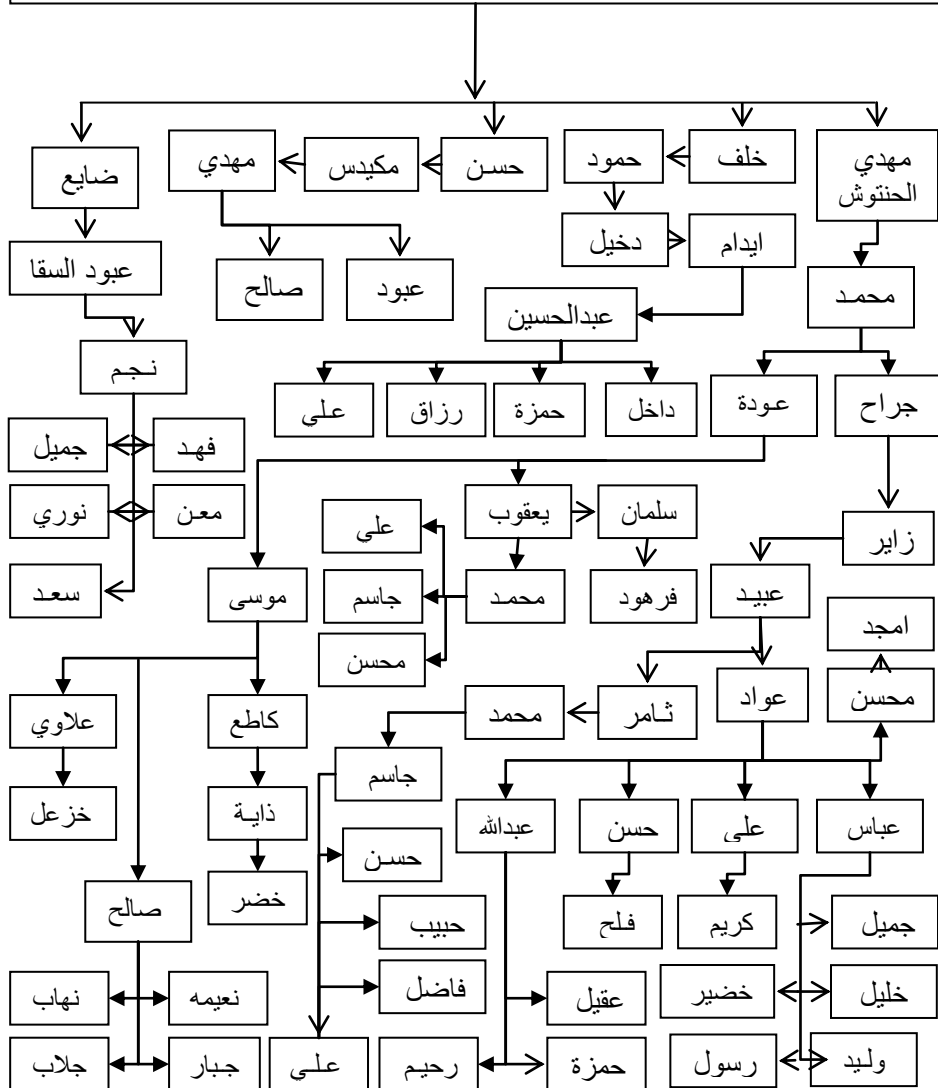 مهدي
الحنتوش
خلف
حمود
حسن
مكيدس
مهدي
ضايع
ايدام
دخيل
عبود
صالح
عبود السقا
محمد
عبدالحسين
نجم
جراح
عودة
داخل
حمزة
رزاق
علي
فهد
جميل
معن
نوري
سعد
سلمان
يعقوب
علي
زاير
فرهود
محمد
جاسم
موسى
عبيد
محسن
امجد
محسن
عواد
ثامر
محمد
كاطع
علاوي
جاسم
عباس
علي
حسن
عبدالله
ذاية
خزعل
حسن
خضر
صالح
جميل
كريم
فلح
حبيب
خليل
خضير
عقيل
فاضل
نعيمه
نهاب
وليد
رسول
حمزة
رحيم
علي
جبار
جلاب